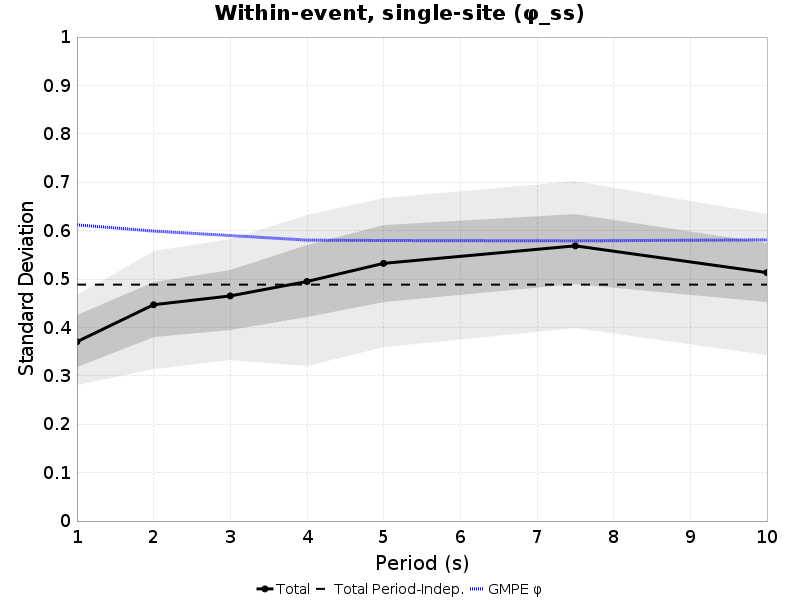 Within-event, single-site (φ_ss)
1
0.9
0.8
0.7
0.6
0.5
0.4
0.3
0.2
0.1
0
Standard Deviation
1 2 3 4 5 6 7 8 9 10
Period (s)
Total Total Period-Indep. GMPE φ